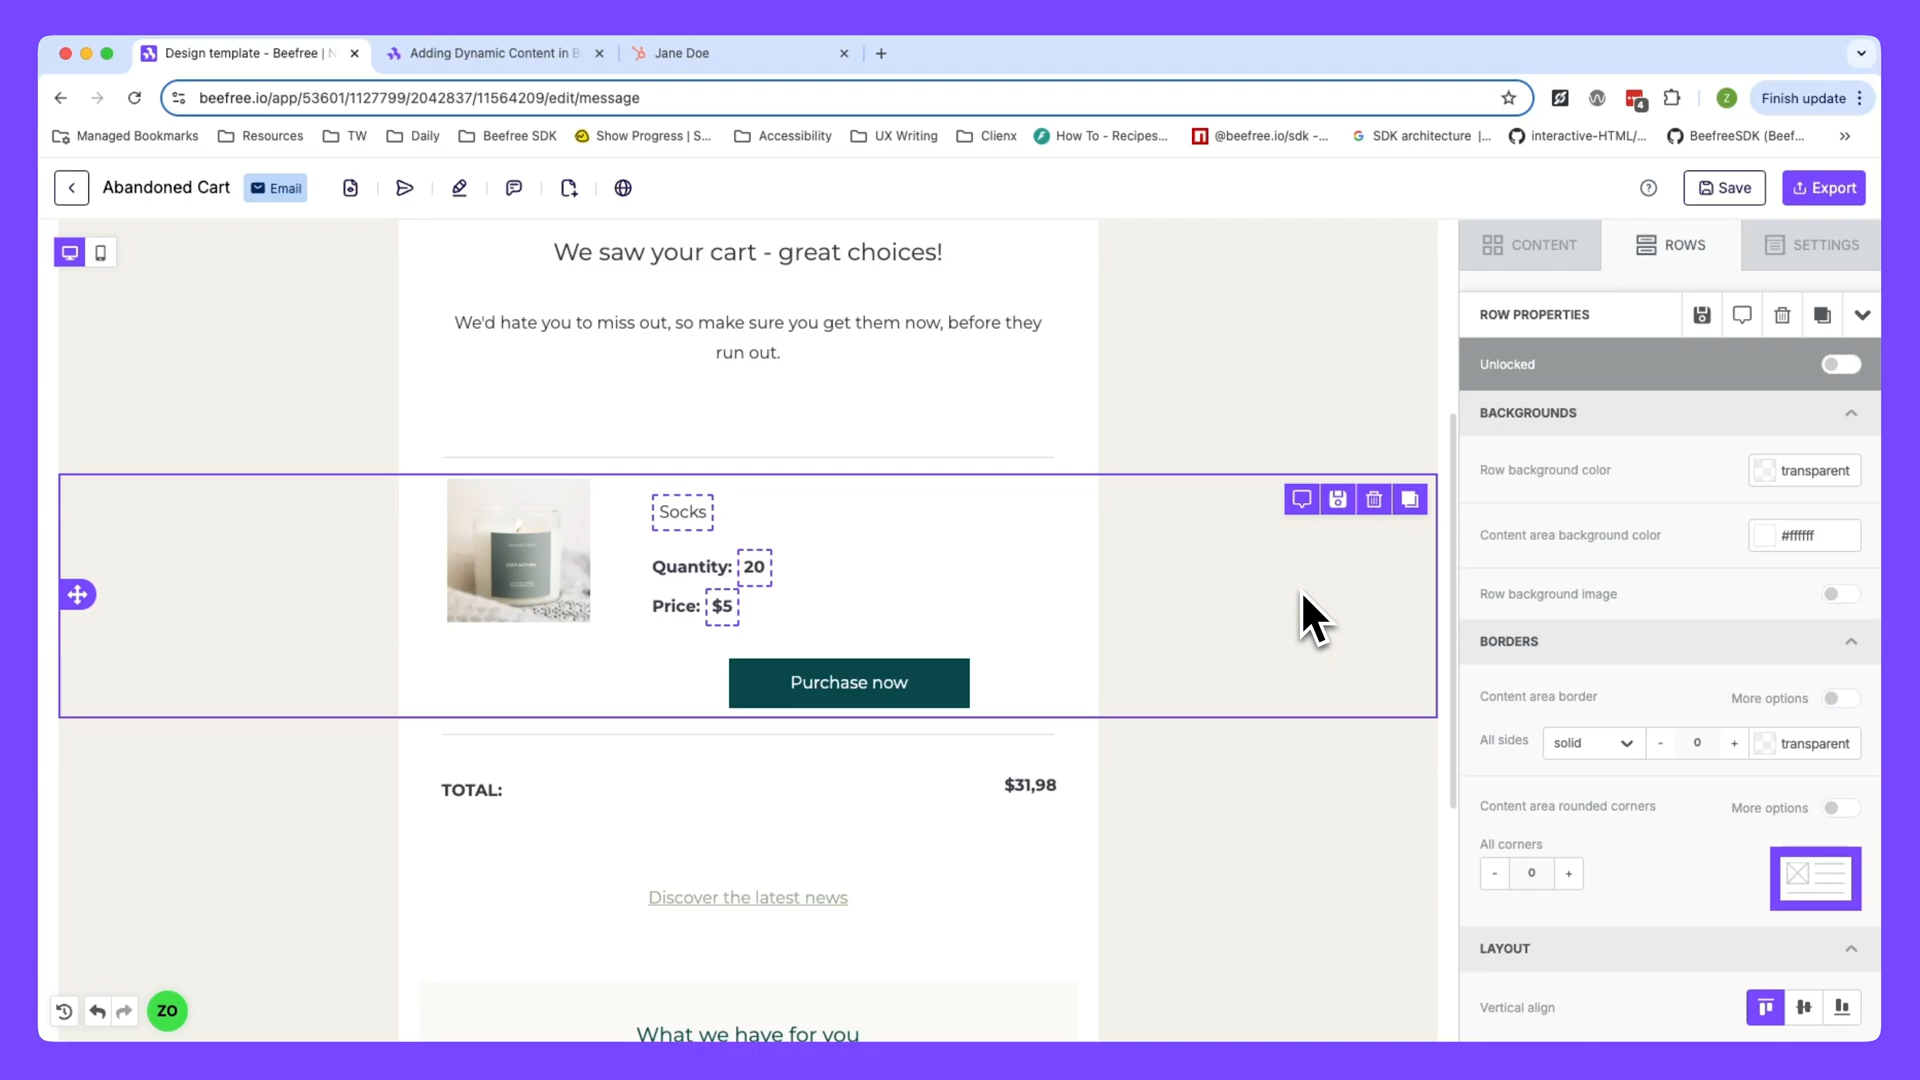 Design template - Beefree | N
Adding Dynamic Content in B
Jane Doe
beefree.io/app/53601/1127799/2042837/11564209/edit/message
4
Z
Finish update
Managed Bookmarks
Resources
TW
Daily
Beefree SDK
Show Progress | S...
Accessibility
UX Writing
Clienx
How To - Recipes...
@beefree.io/sdk -...
SDK architecture |...
interactive-HTML/...
BeefreeSDK (Beef...
Abandoned Cart
Email
Save
Export
CONTENT
ROWS
SETTINGS
We saw your cart - great choices!
We'd hate you to miss out, so make sure you get them now, before they
run out.
Socks
Quantity: 20
Price: $5
Purchase now
TOTAL:
$31,98
Discover the latest news
What we have for you
ZO
ROW PROPERTIES
Unlocked
BACKGROUNDS
Row background color
transparent
Content area background color
#ffffff
Row background image
BORDERS
Content area border
More options
All sides
solid
- 0 +
transparent
Content area rounded corners
More options
All corners
- 0 +
LAYOUT
Vertical align